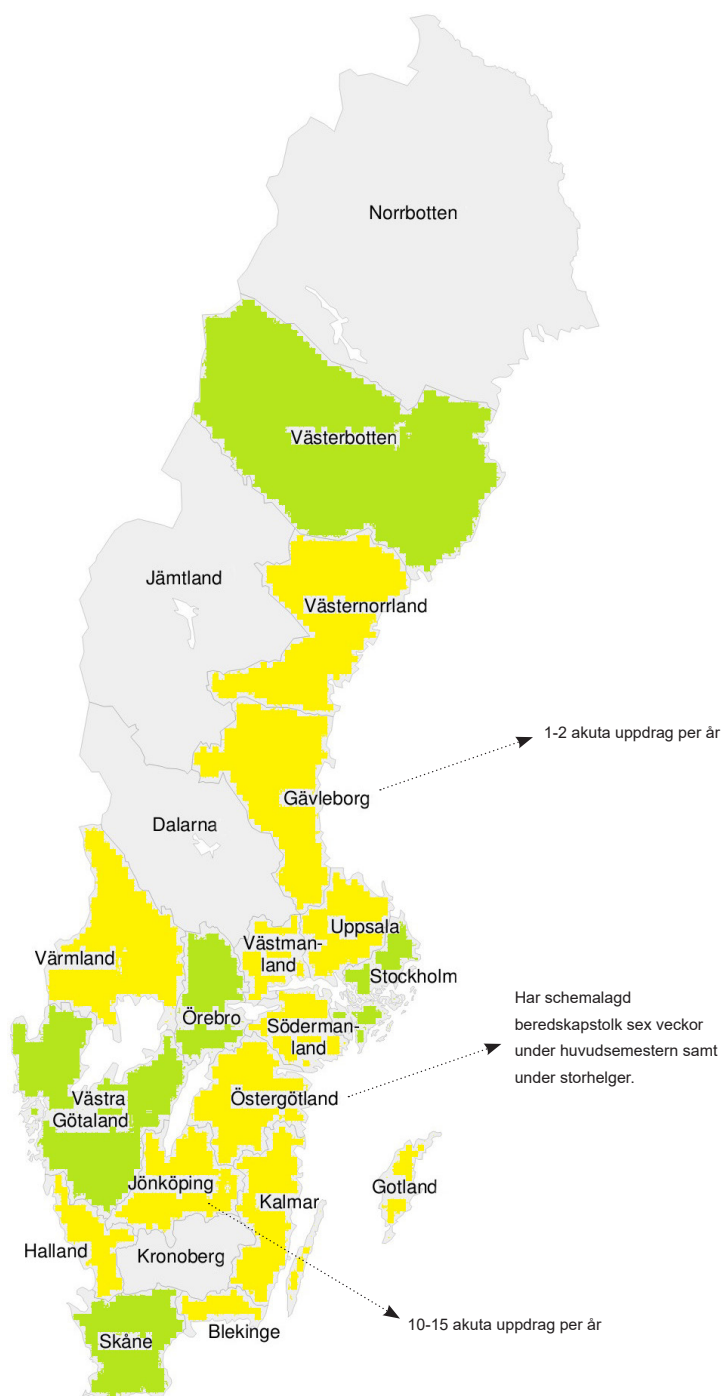 Norrbotten
Västerbotten
Jämtland
Västernorrland
1-2 akuta uppdrag per år
Gävleborg
Dalarna
Uppsala
Västman-
land
Värmland
Stockholm
Örebro
Söderman-
land
Har schemalagd
beredskapstolk sex veckor
under huvudsemestern samt
under storhelger.
Västra
Götaland
Östergötland
Jönköping
Kalmar
Gotland
Halland
Kronoberg
10-15 akuta uppdrag per år
Blekinge
Skåne